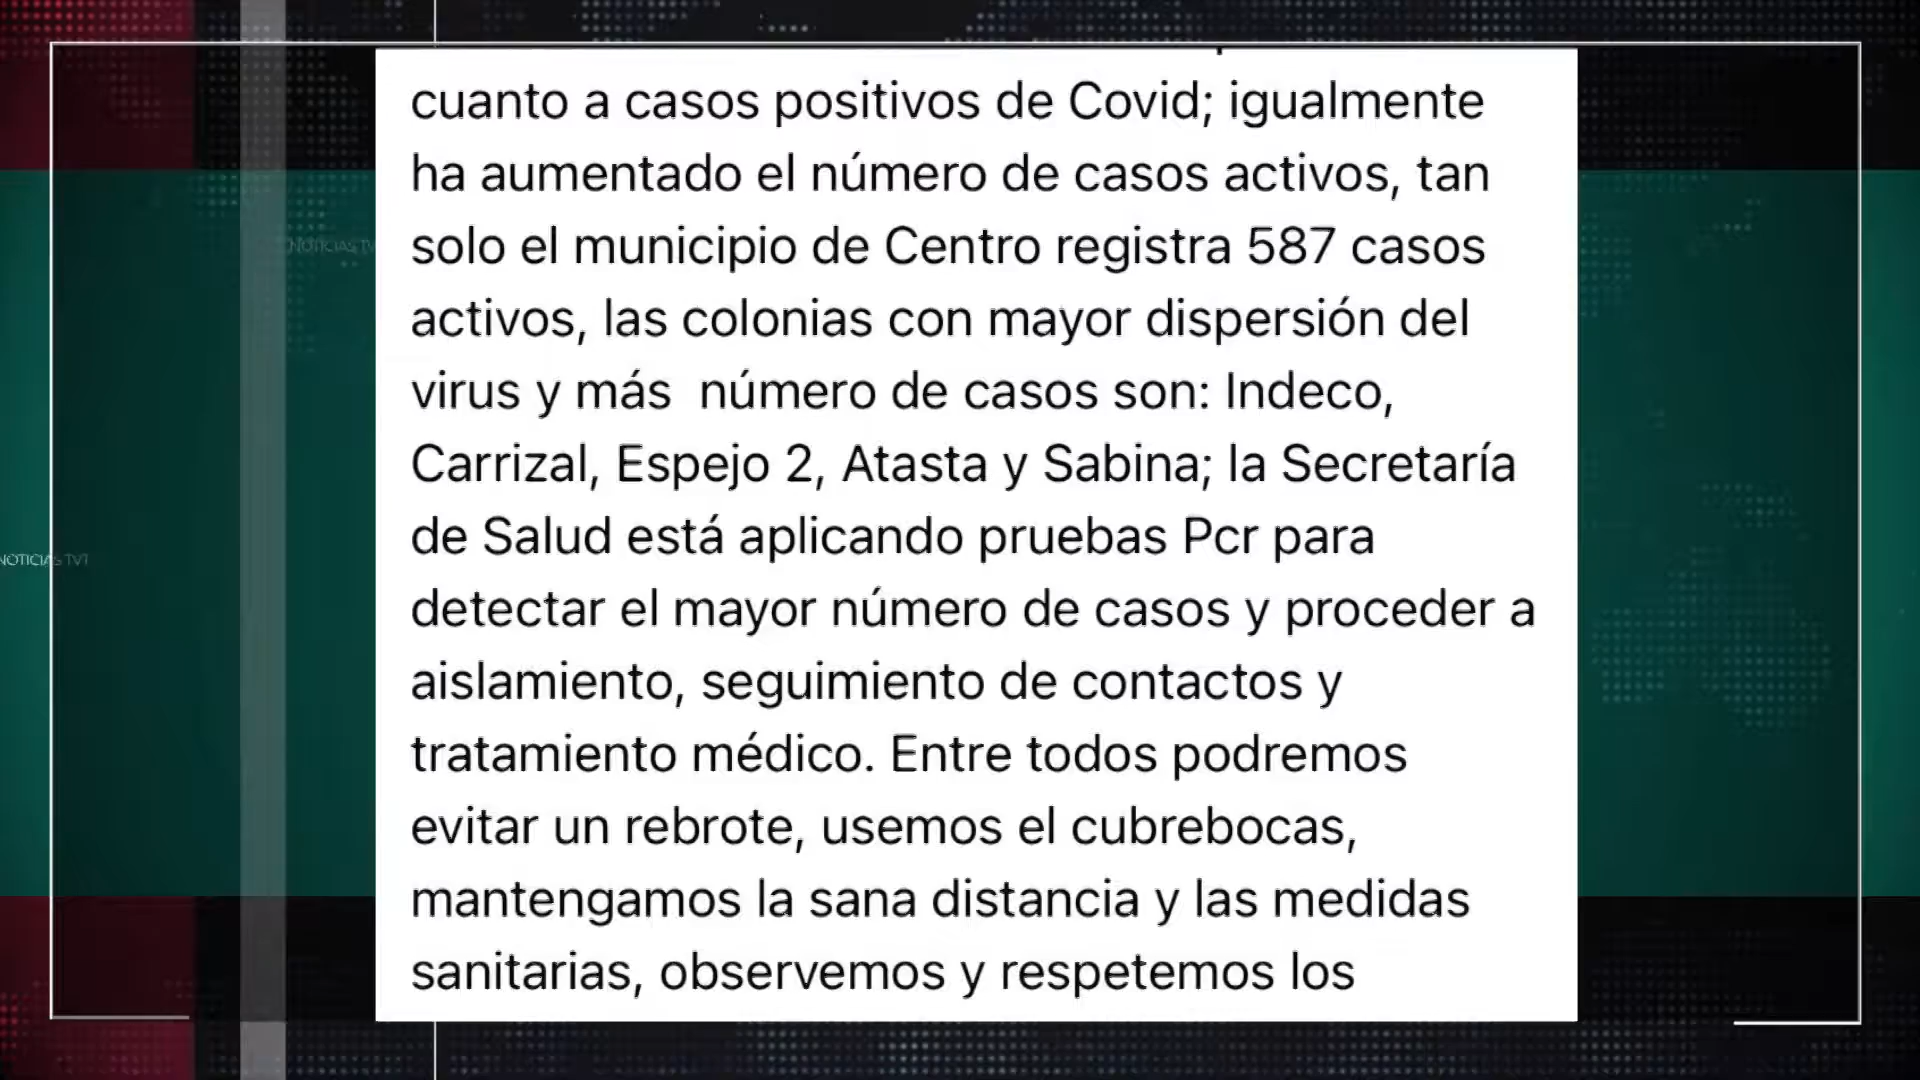 cuanto a casos positivos de Covid; igualmente
ha aumentado el número de casos activos, tan
solo el municipio de Centro registra 587 casos
activos, las colonias con mayor dispersión del
virus y más  número de casos son: Indeco,
Carrizal, Espejo 2, Atasta y Sabina; la Secretaría
de Salud está aplicando pruebas Pcr para
detectar el mayor número de casos y proceder a
aislamiento, seguimiento de contactos y
tratamiento médico. Entre todos podremos
evitar un rebrote, usemos el cubrebocas,
mantengamos la sana distancia y las medidas
sanitarias, observemos y respetemos los
NOTICIAS TV
NOTICIAS TVT